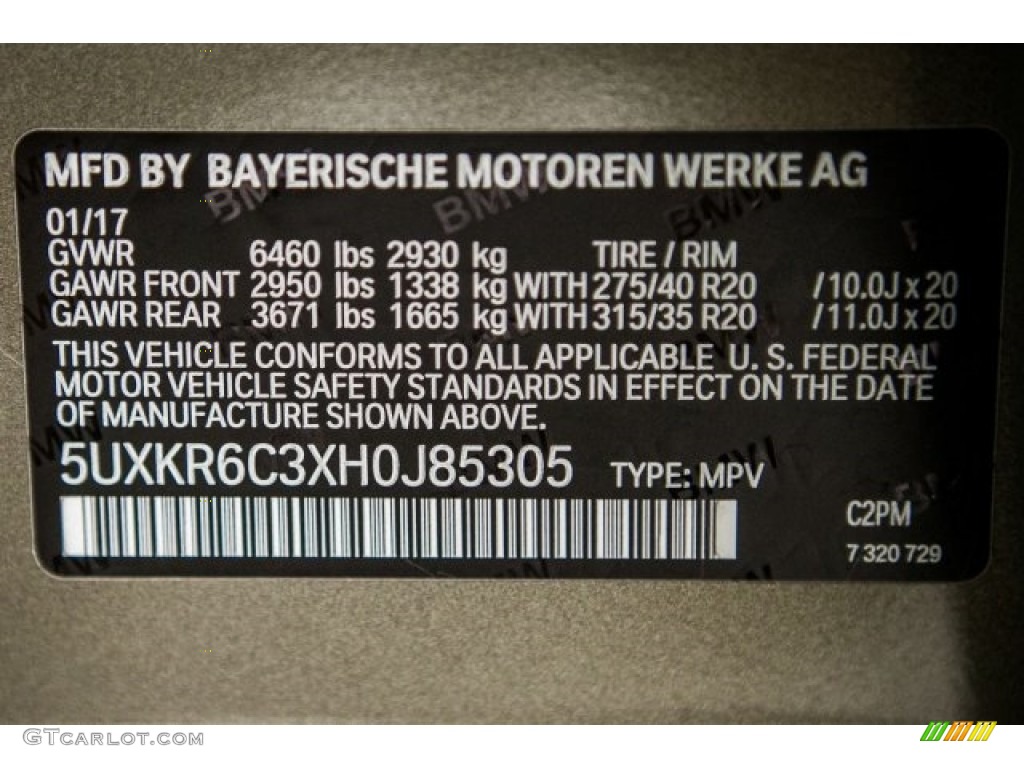 MFD BY BAYERISCHE MOTOREN WERKE AG
01/17
GVWR 6460 lbs 2930 kg TIRE / RIM
GAWR FRONT 2950 lbs 1338 kg WITH 275/40 R20 / 10.0J x 20
GAWR REAR 3671 lbs 1665 kg WITH 315/35 R20 / 11.0J x 20
THIS VEHICLE CONFORMS TO ALL APPLICABLE U. S. FEDERAL
MOTOR VEHICLE SAFETY STANDARDS IN EFFECT ON THE DATE
OF MANUFACTURE SHOWN ABOVE.
5UXKR6C3XH0J85305 TYPE: MPV
C2PM
7 320 729
GTCarlot.com